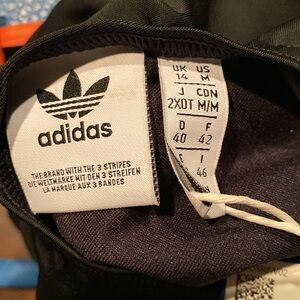 adidas
THE BRAND WITH THE 3 STRIPES
DIE WELTMARKE MIT DEN 3 STREIFEN
LA MARQUE AUX 3 BANDES
UK US
14 M
J CDN
2XOT M/M
D F
40 42
I
46